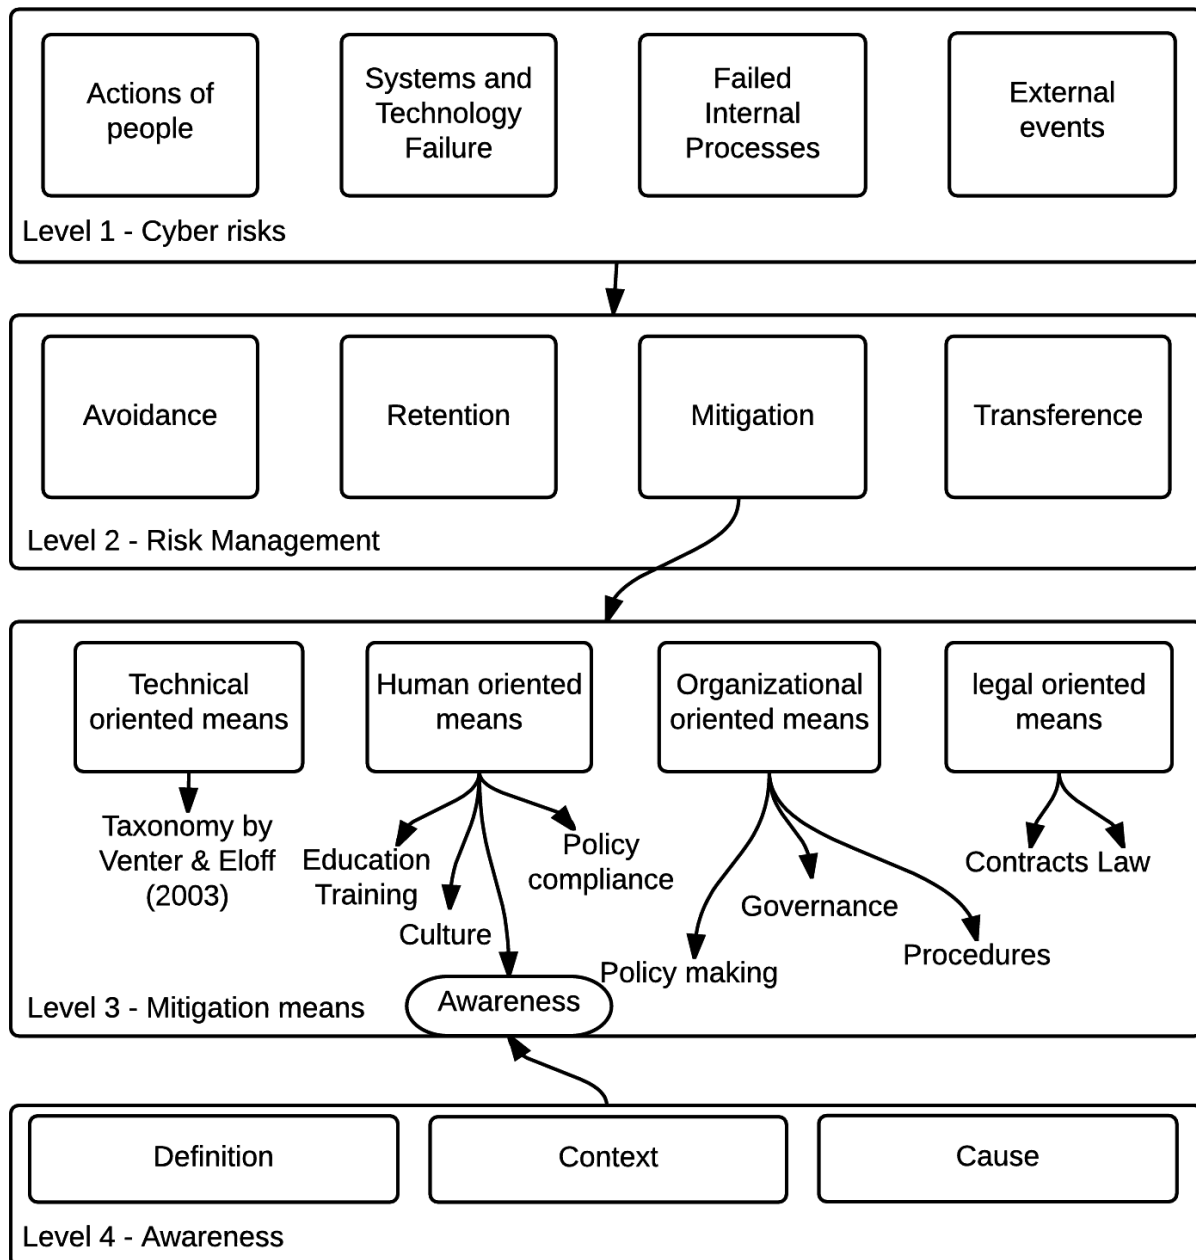 Actions of
people
Systems and
Technology
Failure
Failed
Internal
Processes
External
events
Level 1 - Cyber risks
Avoidance
Retention
Mitigation
Transference
Level 2 - Risk Management
Technical
oriented means
Human oriented
means
Organizational
oriented means
legal oriented
means
Taxonomy by
Venter & Eloff
(2003)
Education
Training
Culture
Awareness
Policy
compliance
Policy making
Governance
Procedures
Contracts
Law
Level 3 - Mitigation means
Definition
Context
Cause
Level 4 - Awareness